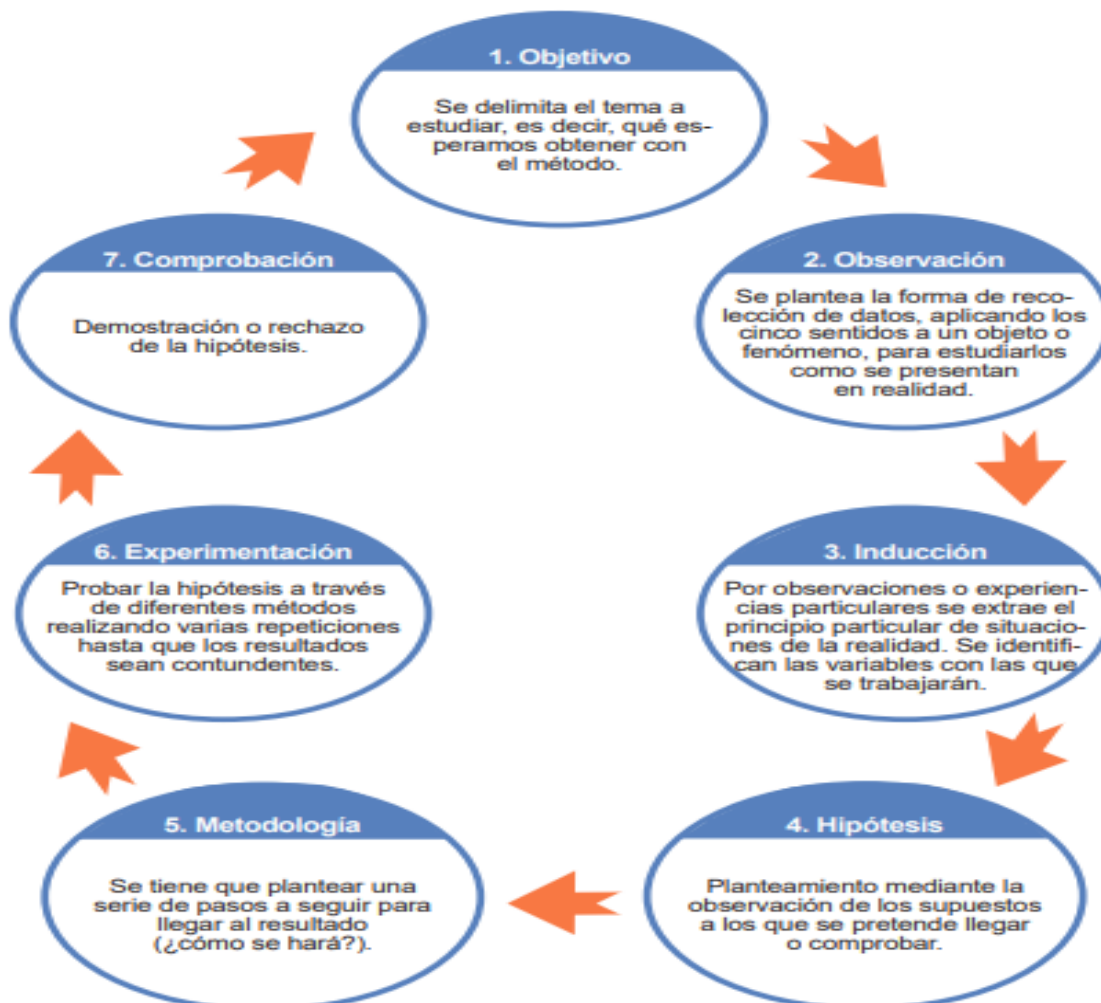 1. Objetivo
Se delimita el tema a
estudiar, es decir, qué es-
peramos obtener con
el método.
2. Observación
Se plantea la forma de reco-
lección de datos, aplicando los
cinco sentidos a un objeto o
fenómeno, para estudiarlos
como se presentan
en realidad.
3. Inducción
Por observaciones o experien-
cias particulares se extrae el
principio particular de situacio-
nes de la realidad. Se identifi-
can las variables con las que
se trabajarán.
4. Hipótesis
Planteamiento mediante la
observación de los supuestos
a los que se pretende llegar
o comprobar.
5. Metodología
Se tiene que plantear una
serie de pasos a seguir para
llegar al resultado
(¿cómo se hará?).
6. Experimentación
Probar la hipótesis a través
de diferentes métodos
realizando varias repeticiones
hasta que los resultados
sean contundentes.
7. Comprobación
Demostración o rechazo
de la hipótesis.